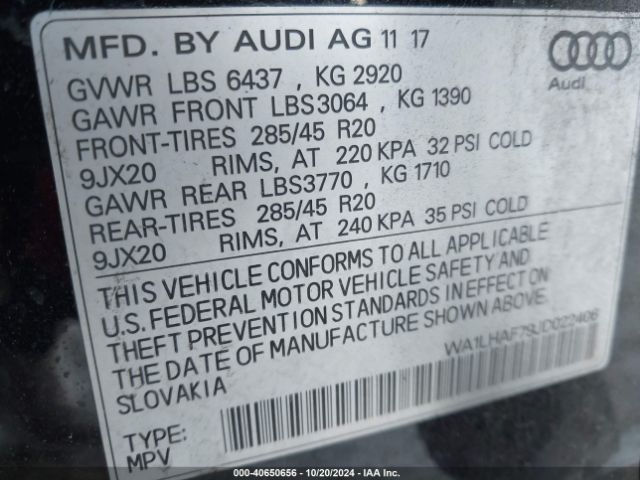 MFD. BY AUDI AG 11 17
Audi
GVWR LBS 6437 , KG 2920
GAWR FRONT LBS3064 , KG 1390
FRONT-TIRES 285/45 R20
9JX20 RIMS, AT 220 KPA 32 PSI COLD
GAWR REAR LBS3770 , KG 1710
REAR-TIRES 285/45 R20
9JX20 RIMS, AT 240 KPA 35 PSI COLD
THIS VEHICLE CONFORMS TO ALL APPLICABLE
U.S. FEDERAL MOTOR VEHICLE SAFETY AND
THEFT PREVENTION STANDARDS IN EFFECT ON
THE DATE OF MANUFACTURE SHOWN ABOVE.
SLOVAKIA
WA1LHAF79JD022406
TYPE:
MPV
000-40650656 - 10/20/2024 - IAA Inc.